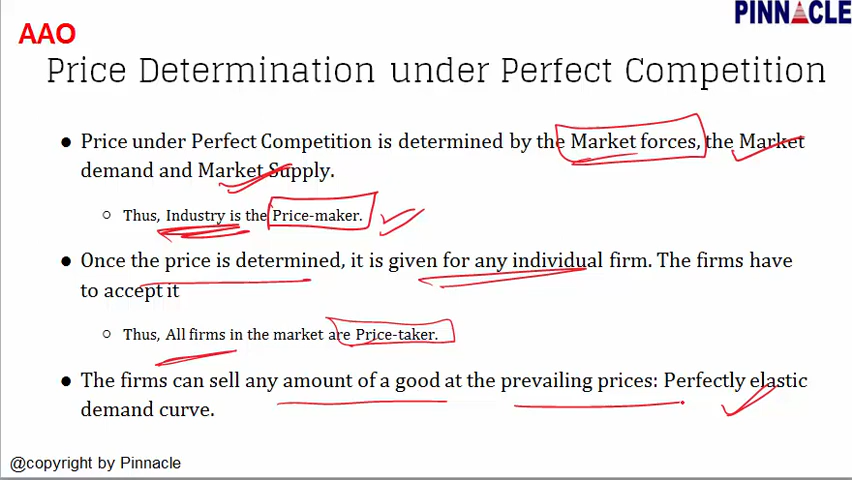 PINNACLE
AAO
Price Determination under Perfect Competition
● Price under Perfect Competition is determined by the Market forces, the Market
demand and Market Supply.
○ Thus, Industry is the Price-maker.
● Once the price is determined, it is given for any individual firm. The firms have
to accept it
○ Thus, All firms in the market are Price-taker.
● The firms can sell any amount of a good at the prevailing prices: Perfectly elastic
demand curve.
@copyright by Pinnacle